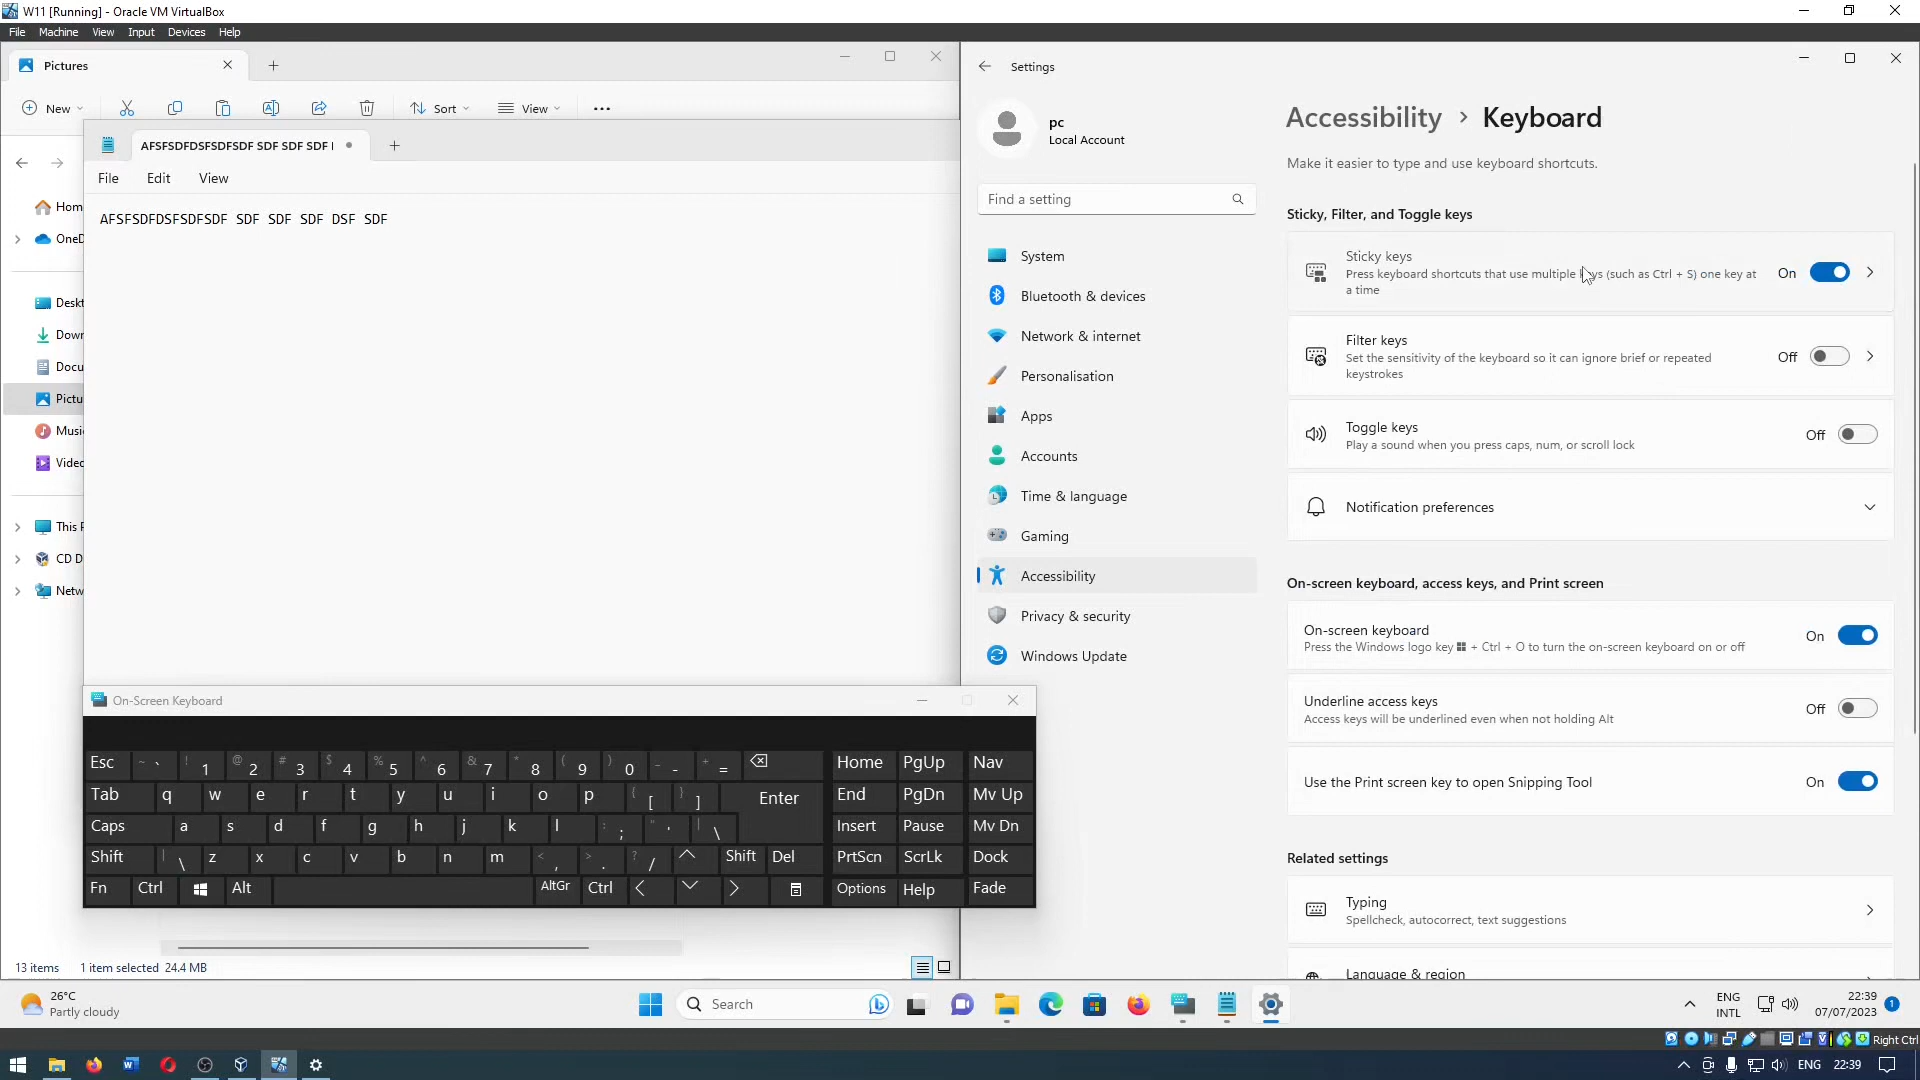 W11 [Running] - Oracle VM VirtualBox
File Machine View Input Devices Help
Pictures
New Sort View
AFSFSDFDSFSDFSDF SDF SDF SDF
File Edit View
AFSFSDFDSFSDFSDF SDF SDF SDF DSF SDF
Hom
OneD
Deskt
Down
Docu
Pictu
Musi
Video
This P
CD D
Netw
13 items 1 item selected 24.4 MB
Settings
pc
Local Account
Find a setting
System
Bluetooth & devices
Network & internet
Personalisation
Apps
Accounts
Time & language
Gaming
Accessibility
Privacy & security
Windows Update
Accessibility > Keyboard
Make it easier to type and use keyboard shortcuts.
Sticky, Filter, and Toggle keys
Sticky keys
Press keyboard shortcuts that use multiple keys (such as Ctrl + S) one key at
a time
On
Filter keys
Set the sensitivity of the keyboard so it can ignore brief or repeated
keystrokes
Off
Toggle keys
Play a sound when you press caps, num, or scroll lock
Off
Notification preferences
On-screen keyboard, access keys, and Print screen
On-screen keyboard
Press the Windows logo key + Ctrl + O to turn the on-screen keyboard on or off
On
Underline access keys
Access keys will be underlined even when not holding Alt
Off
Use the Print screen key to open Snipping Tool
On
Related settings
Typing
Spellcheck, autocorrect, text suggestions
Language & region
On-Screen Keyboard
Esc ~ ` ! 1 @ 2 # 3 $ 4 % 5 ^ 6 & 7 * 8 ( 9 ) 0 _ - + = Home PgUp Nav
Tab q w e r t y u i o p { [ } ] Enter End PgDn Mv Up
Caps a s d f g h j k l : ; " ' | \ Insert Pause Mv Dn
Shift | \ z x c v b n m < , > . ? / Shift Del PrtScn ScrLk Dock
Fn Ctrl Alt AltGr Ctrl Options Help Fade
26°C
Partly cloudy
Search
ENG
INTL
22:39
07/07/2023
1
Right Ctrl
ENG 22:39